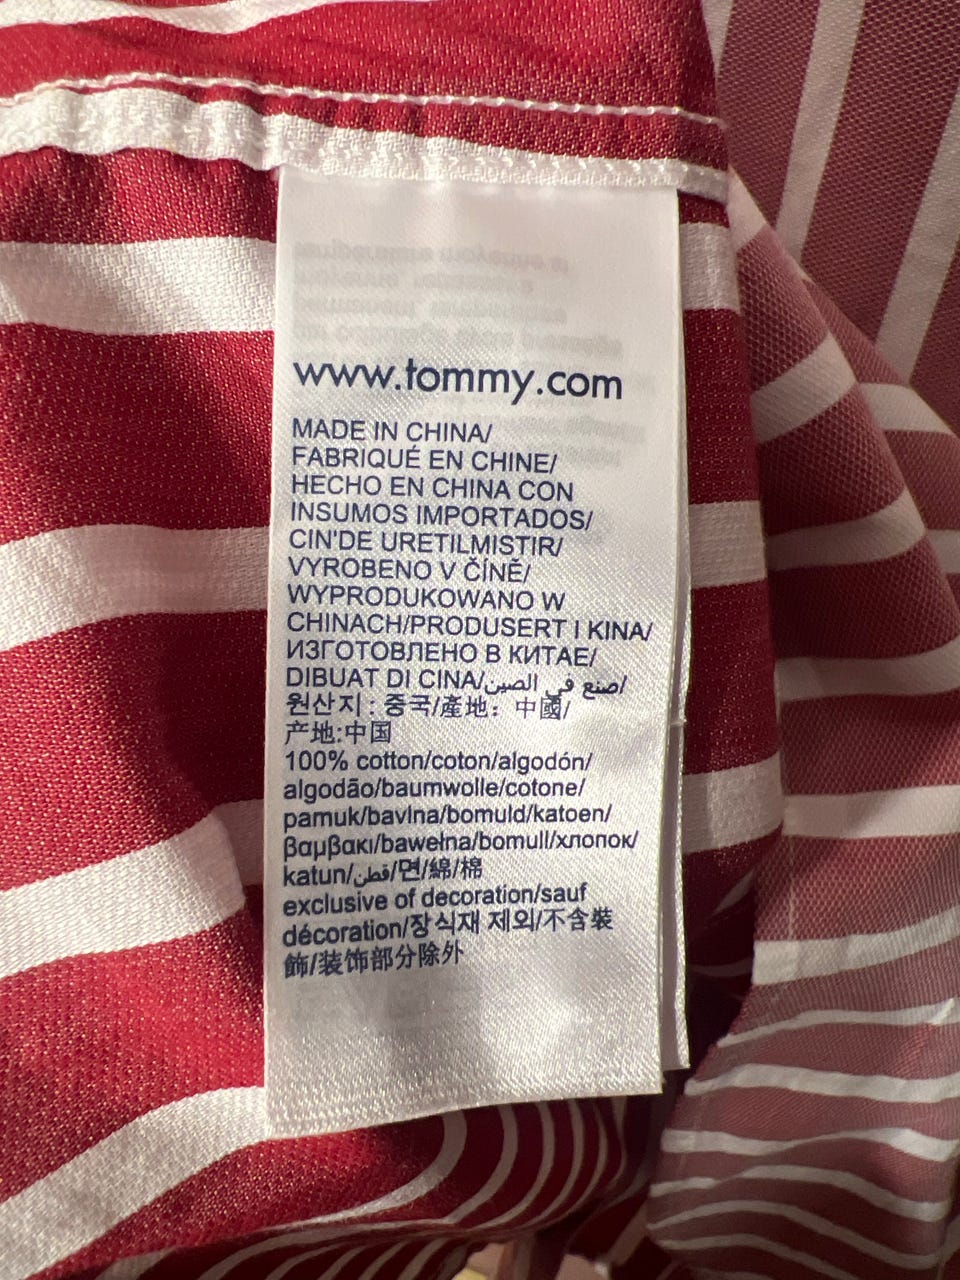 www.tommy.com
MADE IN CHINA/
FABRIQUÉ EN CHINE/
HECHO EN CHINA CON
INSUMOS IMPORTADOS/
CIN'DE URETILMISTIR/
VYROBENO V ČÍNĚ/
WYPRODUKOWANO W
CHINACH/PRODUSERT I KINA/
ИЗГОТОВЛЕНО В КИТАЕ/
DIBUAT DI CINA/صنع في الصين/
원산지 : 중국/產地：中國/
产地:中国
100% cotton/coton/algodón/
algodão/baumwolle/cotone/
pamuk/bavlna/bomuld/katoen/
βαμβακι/bawełna/bomull/хлопок/
katun/قطن/면/綿/棉
exclusive of decoration/sauf
décoration/장식재 제외/不含裝
飾/装饰部分除外